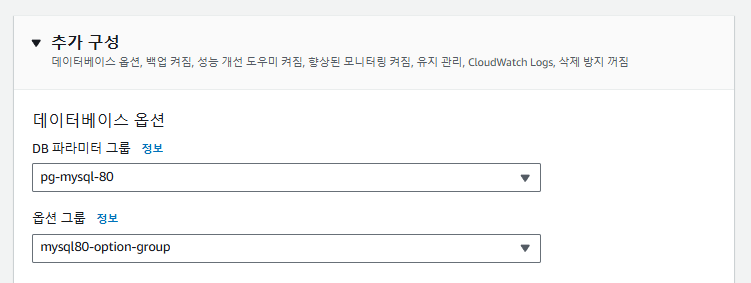 추가 구성
데이터베이스 옵션, 백업 켜짐, 성능 개선 도우미 켜짐, 향상된 모니터링 켜짐, 유지 관리, CloudWatch Logs, 삭제 방지 꺼짐
데이터베이스 옵션
DB 파라미터 그룹 정보
pg-mysql-80
옵션 그룹 정보
mysql80-option-group